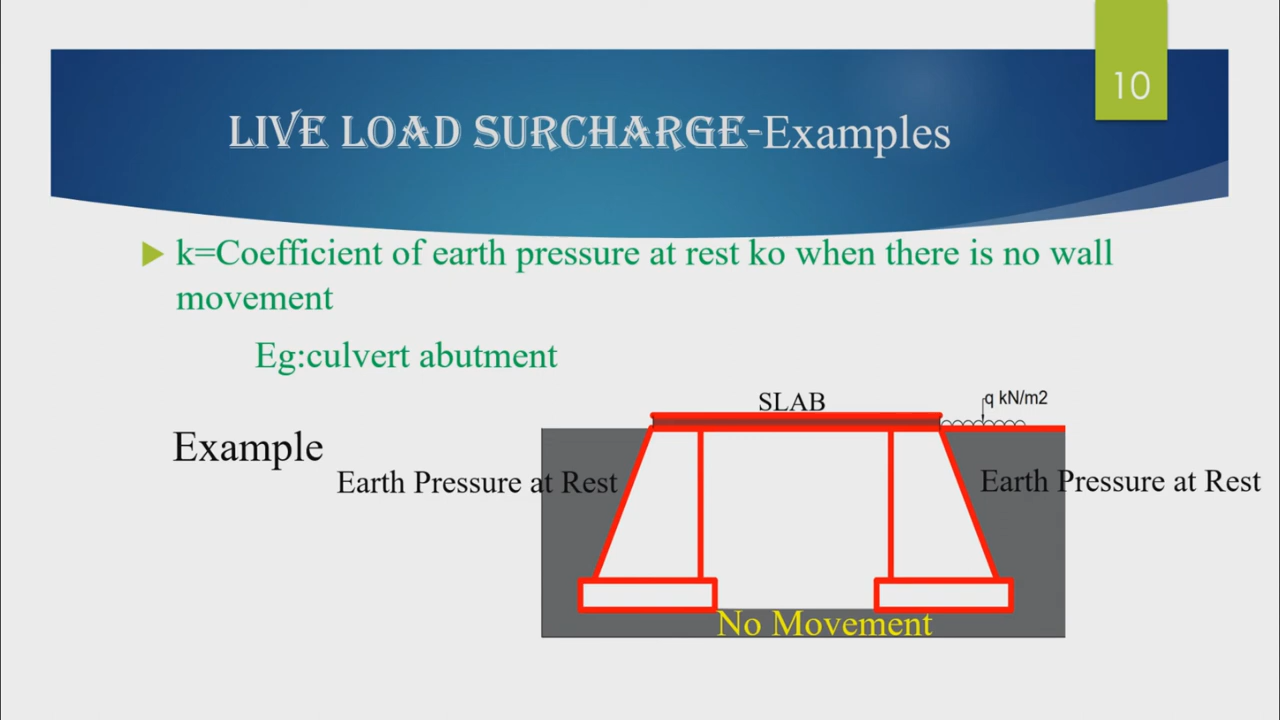 10
LIVE LOAD SURCHARGE-Examples
k=Coefficient of earth pressure at rest ko when there is no wall
movement
Eg:culvert abutment
SLAB
q kN/m2
Example
Earth Pressure at Rest
Earth Pressure at Rest
No Movement